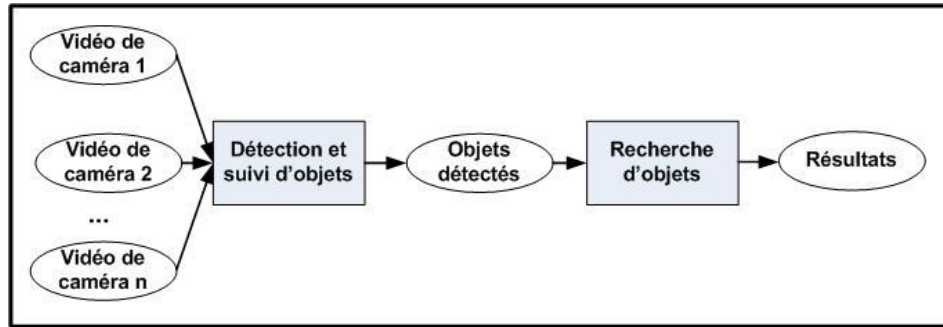 Vidéo de
caméra 1
Vidéo de
caméra 2
...
Vidéo de
caméra n
Détection et
suivi d'objets
Objets
détectés
Recherche
d'objets
Résultats